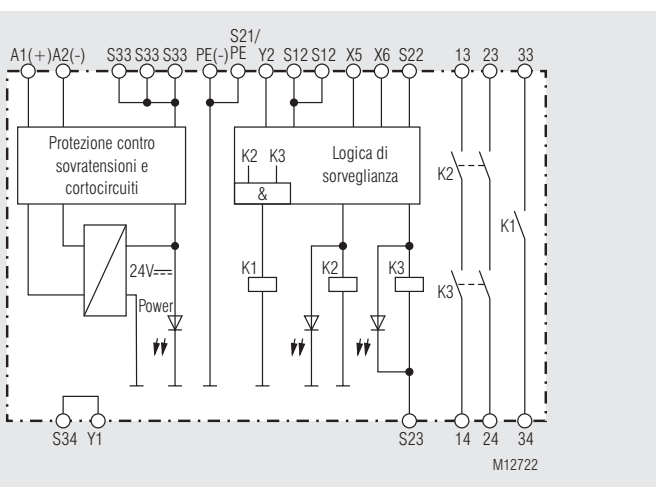 S21/
A1(+) A2(-) S33 S33 S33 PE(-) PE Y2 S12 S12 X5 X6 S22 13 23 33
Protezione contro
sovratensioni e
cortocircuiti
K2 K3
&
Logica di
sorveglianza
K2
K1
24V
Power
K1
K2
K3
K3
S34 Y1 S23 14 24 34
M12722